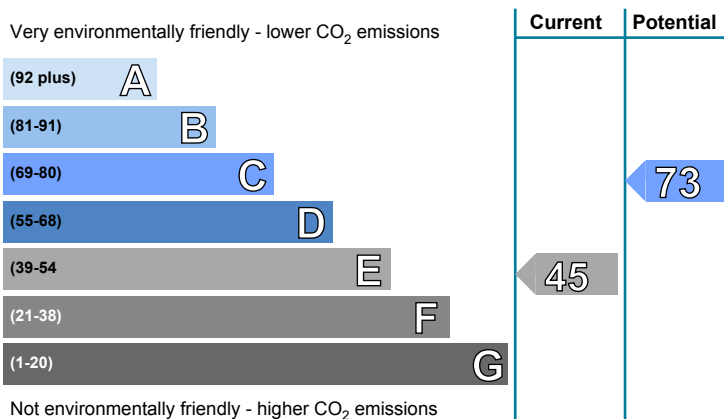 Current Potential
Very environmentally friendly - lower CO2 emissions
(92 plus) A
(81-91) B
(69-80) C
73
(55-68) D
(39-54 E
45
(21-38) F
(1-20) G
Not environmentally friendly - higher CO2 emissions